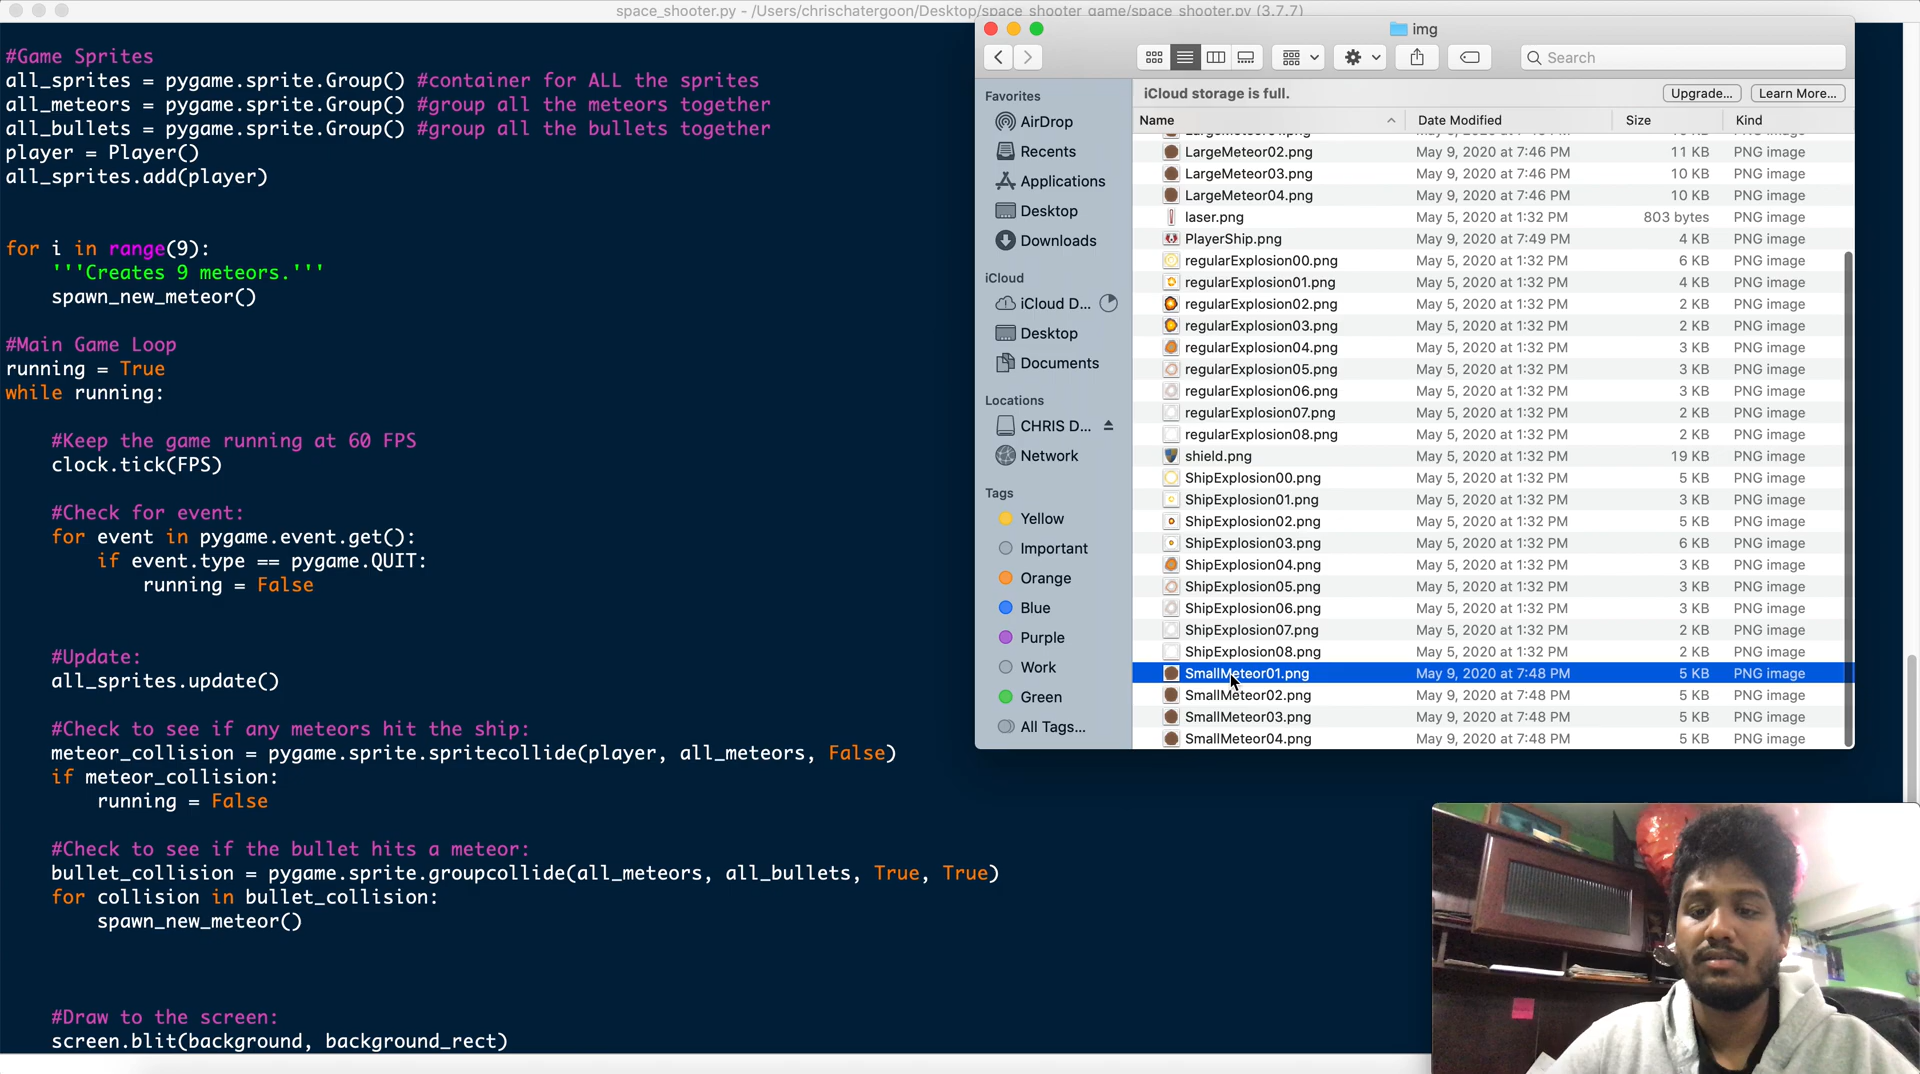 space_shooter.py - /Users/chrischatergoon/Desktop/space_shooter_game/space_shooter.py (3.7.7)
#Game Sprites
all_sprites = pygame.sprite.Group() #container for ALL the sprites
all_meteors = pygame.sprite.Group() #group all the meteors together
all_bullets = pygame.sprite.Group() #group all the bullets together
player = Player()
all_sprites.add(player)
for i in range(9):
'''Creates 9 meteors.'''
spawn_new_meteor()
#Main Game Loop
running = True
while running:
#Keep the game running at 60 FPS
clock.tick(FPS)
#Check for event:
for event in pygame.event.get():
if event.type == pygame.QUIT:
running = False
#Update:
all_sprites.update()
#Check to see if any meteors hit the ship:
meteor_collision = pygame.sprite.spritecollide(player, all_meteors, False)
if meteor_collision:
running = False
#Check to see if the bullet hits a meteor:
bullet_collision = pygame.sprite.groupcollide(all_meteors, all_bullets, True, True)
for collision in bullet_collision:
spawn_new_meteor()
#Draw to the screen:
screen.blit(background, background_rect)
img
Search
Favorites
AirDrop
Recents
Applications
Desktop
Downloads
iCloud
iCloud D...
Desktop
Documents
Locations
CHRIS D...
Network
Tags
Yellow
Important
Orange
Blue
Purple
Work
Green
All Tags...
iCloud storage is full. Upgrade... Learn More...
Name Date Modified Size Kind
LargeMeteor02.png May 9, 2020 at 7:46 PM 11 KB PNG image
LargeMeteor03.png May 9, 2020 at 7:46 PM 10 KB PNG image
LargeMeteor04.png May 9, 2020 at 7:46 PM 10 KB PNG image
laser.png May 5, 2020 at 1:32 PM 803 bytes PNG image
PlayerShip.png May 9, 2020 at 7:49 PM 4 KB PNG image
regularExplosion00.png May 5, 2020 at 1:32 PM 6 KB PNG image
regularExplosion01.png May 5, 2020 at 1:32 PM 4 KB PNG image
regularExplosion02.png May 5, 2020 at 1:32 PM 2 KB PNG image
regularExplosion03.png May 5, 2020 at 1:32 PM 2 KB PNG image
regularExplosion04.png May 5, 2020 at 1:32 PM 3 KB PNG image
regularExplosion05.png May 5, 2020 at 1:32 PM 3 KB PNG image
regularExplosion06.png May 5, 2020 at 1:32 PM 3 KB PNG image
regularExplosion07.png May 5, 2020 at 1:32 PM 2 KB PNG image
regularExplosion08.png May 5, 2020 at 1:32 PM 2 KB PNG image
shield.png May 5, 2020 at 1:32 PM 19 KB PNG image
ShipExplosion00.png May 5, 2020 at 1:32 PM 5 KB PNG image
ShipExplosion01.png May 5, 2020 at 1:32 PM 3 KB PNG image
ShipExplosion02.png May 5, 2020 at 1:32 PM 5 KB PNG image
ShipExplosion03.png May 5, 2020 at 1:32 PM 6 KB PNG image
ShipExplosion04.png May 5, 2020 at 1:32 PM 3 KB PNG image
ShipExplosion05.png May 5, 2020 at 1:32 PM 3 KB PNG image
ShipExplosion06.png May 5, 2020 at 1:32 PM 3 KB PNG image
ShipExplosion07.png May 5, 2020 at 1:32 PM 2 KB PNG image
ShipExplosion08.png May 5, 2020 at 1:32 PM 2 KB PNG image
SmallMeteor01.png May 9, 2020 at 7:48 PM 5 KB PNG image
SmallMeteor02.png May 9, 2020 at 7:48 PM 5 KB PNG image
SmallMeteor03.png May 9, 2020 at 7:48 PM 5 KB PNG image
SmallMeteor04.png May 9, 2020 at 7:48 PM 5 KB PNG image